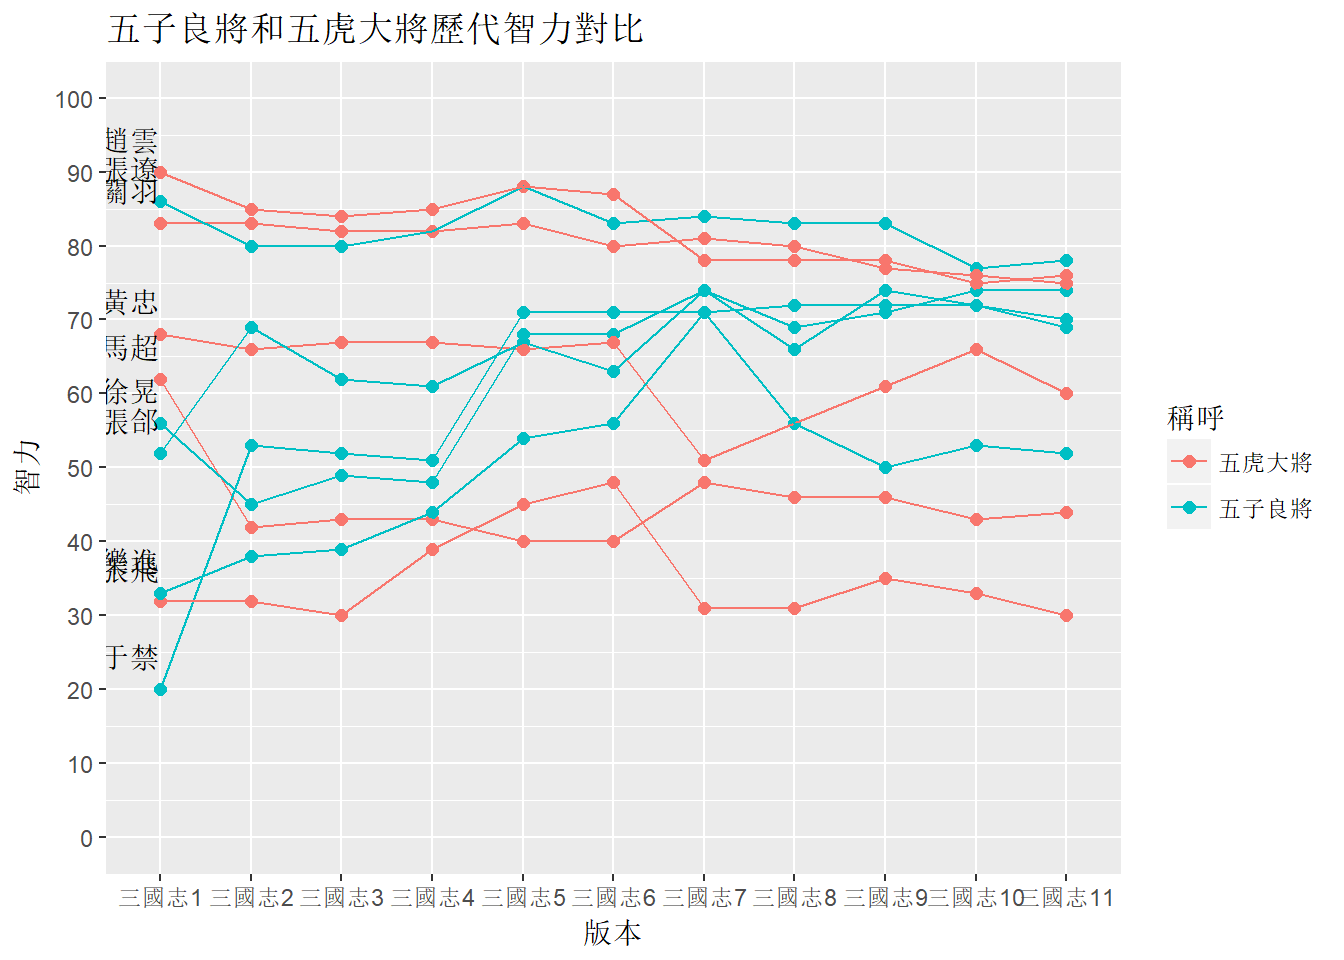 五子良將和五虎大將歷代智力對比
智力
100
90
80
70
60
50
40
30
20
10
0
趙雲
張遼
關羽
黃忠
馬超
徐晃
張郃
樂進
張飛
于禁
三國志1
三國志2
三國志3
三國志4
三國志5
三國志6
三國志7
三國志8
三國志9
三國志10
三國志11
版本
稱呼
五虎大將
五子良將